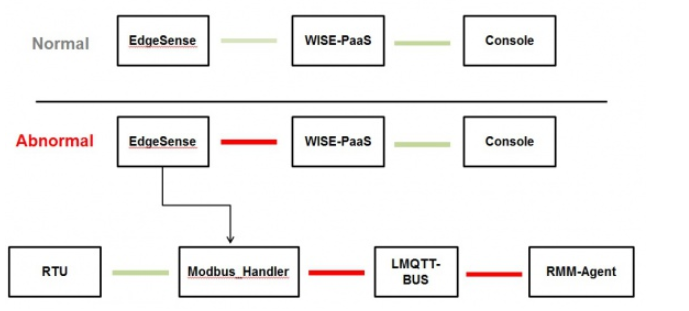 Normal
EdgeSense
WISE-PaaS
Console
Abnormal
EdgeSense
WISE-PaaS
Console
RTU
Modbus_Handler
LMQTT-
BUS
RMM-Agent